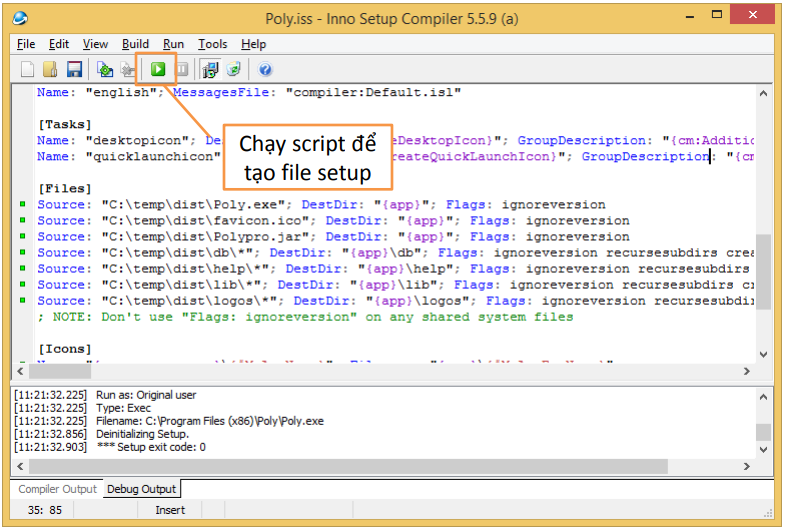 Poly.iss - Inno Setup Compiler 5.5.9 (a)
File Edit View Build Run Tools Help
Name: "english"; MessagesFile: "compiler:Default.isl"
[Tasks]
Name: "desktopicon"; De eDesktopIcon}"; GroupDescription: "{cm:Additic
Name: "quicklaunchicon" reateQuickLaunchIcon}"; GroupDescription: "{cm
Chạy script để
tạo file setup
[Files]
Source: "C:\temp\dist\Poly.exe"; DestDir: "{app}"; Flags: ignoreversion
Source: "C:\temp\dist\favicon.ico"; DestDir: "{app}"; Flags: ignoreversion
Source: "C:\temp\dist\Polypro.jar"; DestDir: "{app}"; Flags: ignoreversion
Source: "C:\temp\dist\db\*"; DestDir: "{app}\db"; Flags: ignoreversion recursesubdirs crea
Source: "C:\temp\dist\help\*"; DestDir: "{app}\help"; Flags: ignoreversion recursesubdirs
Source: "C:\temp\dist\lib\*"; DestDir: "{app}\lib"; Flags: ignoreversion recursesubdirs c
Source: "C:\temp\dist\logos\*"; DestDir: "{app}\logos"; Flags: ignoreversion recursesubdi
; NOTE: Don't use "Flags: ignoreversion" on any shared system files
[Icons]
[11:21:32.225] Run as: Original user
[11:21:32.225] Type: Exec
[11:21:32.225] Filename: C:\Program Files (x86)\Poly\Poly.exe
[11:21:32.856] Deinitializing Setup.
[11:21:32.903] *** Setup exit code: 0
Compiler Output Debug Output
35: 85 Insert